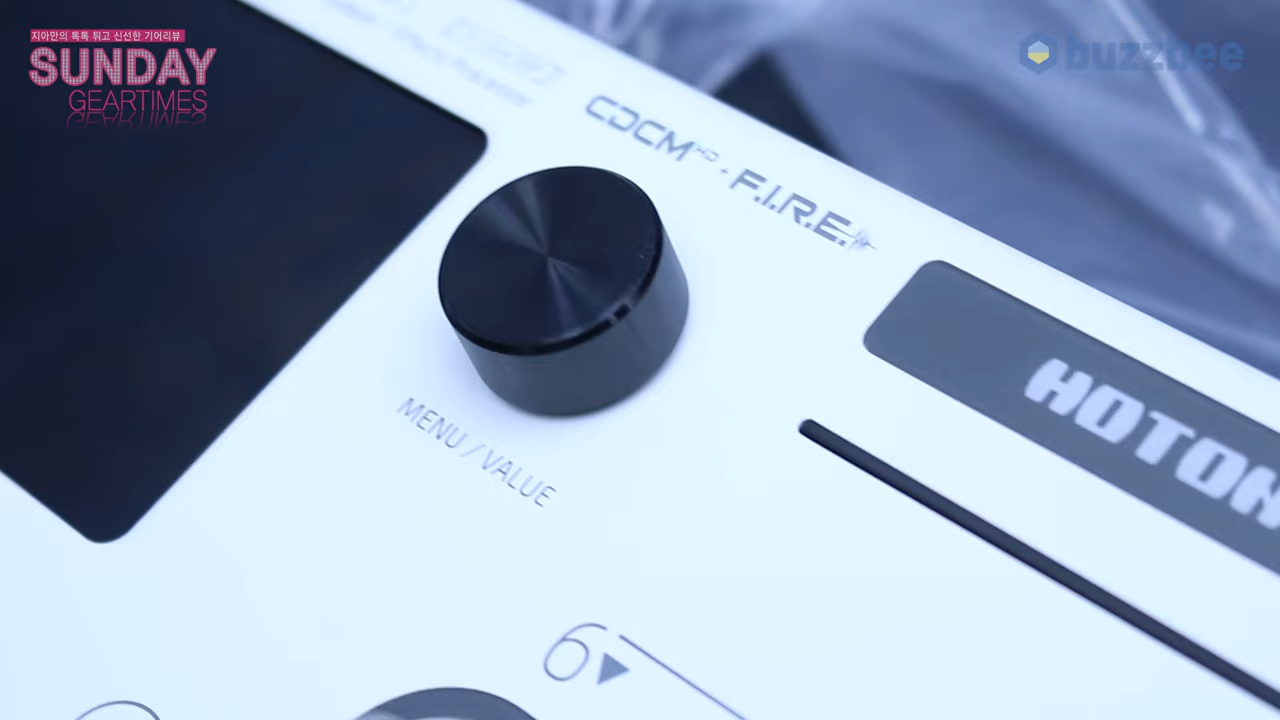 지아만의 톡톡 튀고 신선한 기어리뷰
SUNDAY
GEARTIMES
buzzbee
CDCM HD · F.I.R.E.
HOTON
MENU / VALUE
6